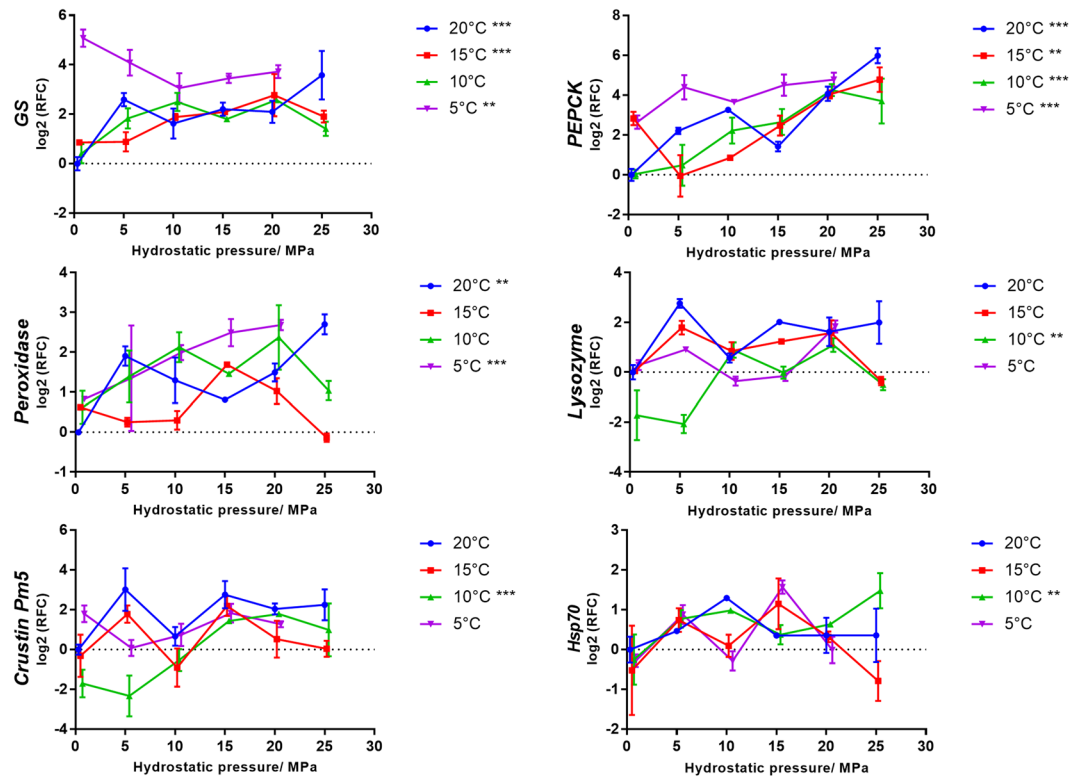 GS
log2 (RFC)
6
4
2
0
-2
0 5 10 15 20 25 30
Hydrostatic pressure/ MPa
20°C ***
15°C ***
10°C
5°C **
PEPCK
log2 (RFC)
8
6
4
2
0
-2
0 5 10 15 20 25 30
Hydrostatic pressure/ MPa
20°C ***
15°C **
10°C ***
5°C ***
Peroxidase
log2 (RFC)
4
3
2
1
0
-1
0 5 10 15 20 25 30
Hydrostatic pressure/ MPa
20°C **
15°C
10°C
5°C ***
Lysozyme
log2 (RFC)
4
2
0
-2
-4
0 5 10 15 20 25 30
Hydrostatic pressure/ MPa
20°C
15°C
10°C **
5°C
Crustin Pm5
log2 (RFC)
6
4
2
0
-2
-4
0 5 10 15 20 25 30
Hydrostatic pressure/ MPa
20°C
15°C
10°C ***
5°C
Hsp70
log2 (RFC)
3
2
1
0
-1
-2
0 5 10 15 20 25 30
Hydrostatic pressure/ MPa
20°C
15°C
10°C **
5°C